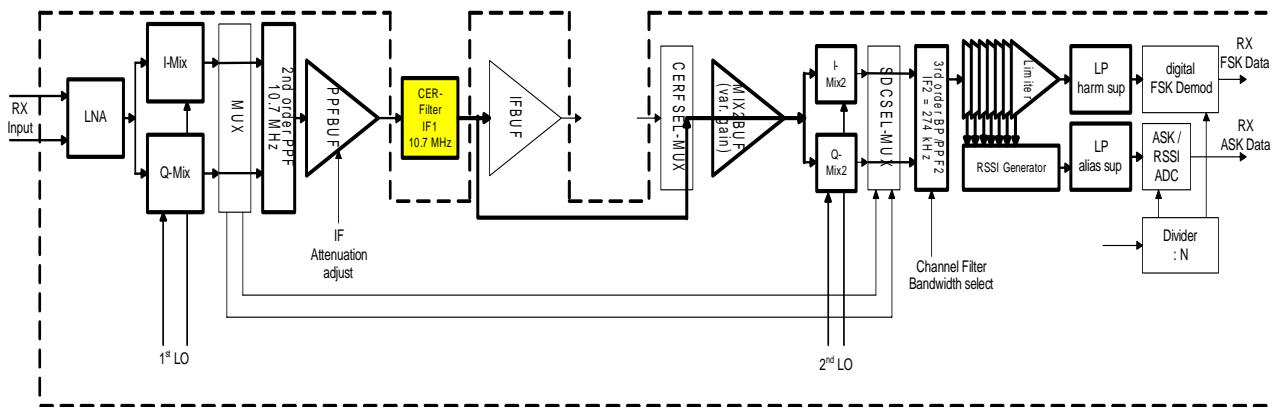 RX
Input
LNA
I-Mix
Q-Mix
MUX
2nd order PPF
10.7 MHz
PPFBUF
CER-
Filter
IF1
10.7 MHz
IFBUF
CERFSEL-MUX
MIX2BUF
(var. gain)
I-
Mix2
Q-
Mix2
SDCSEL-MUX
3rd order BP/PPF2
IF2 = 274 kHz
Limiter
RSSI Generator
LP
harm sup
LP
alias sup
digital
FSK Demod
ASK /
RSSI
ADC
RX
FSK Data
RX
ASK Data
Divider
: N
IF
Attenuation
adjust
Channel Filter
Bandwidth select
1st LO
2nd LO